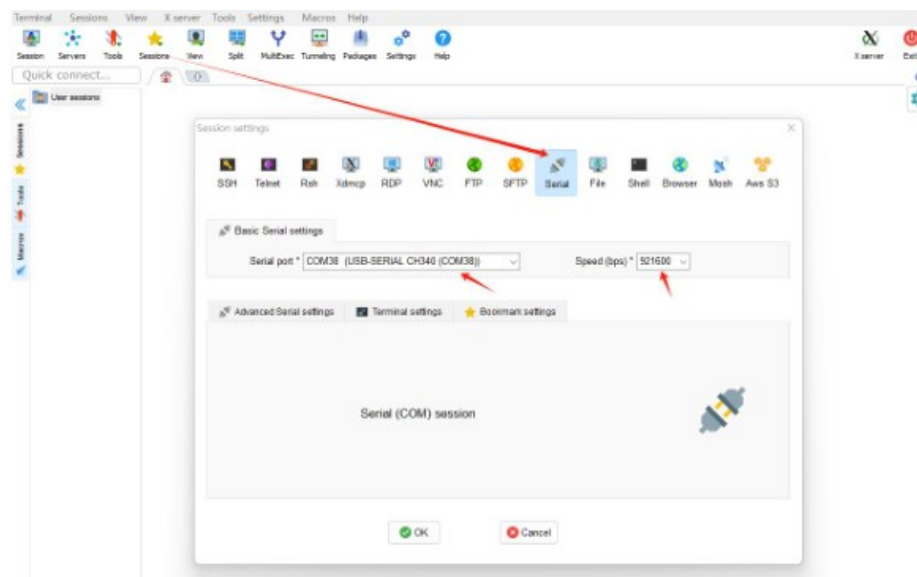 Terminal Sessions View X server Tools Settings Macros Help
Session Servers Tools Sessions View Split MultiExec Tunneling Packages Settings Help X server Exit
Quick connect...
User sessions
Sessions
Tools
Macros
Session settings
SSH Telnet Rsh Xdmcp RDP VNC FTP SFTP Serial File Shell Browser Mosh Aws S3
Basic Serial settings
Serial port * COM38 (USB-SERIAL CH340 (COM38)) Speed (bps) * 921600
Advanced Serial settings Terminal settings Bookmark settings
Serial (COM) session
OK Cancel